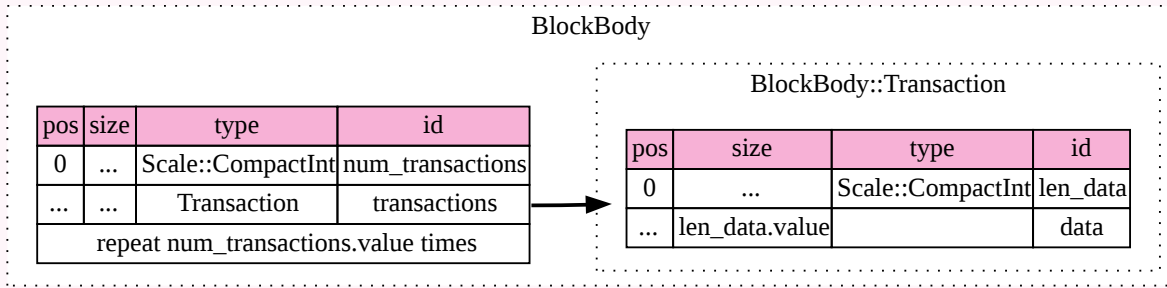 BlockBody
pos size type id
0 ... Scale::CompactInt num_transactions
... ... Transaction transactions
repeat num_transactions.value times
BlockBody::Transaction
pos size type id
0 ... Scale::CompactInt len_data
... len_data.value data